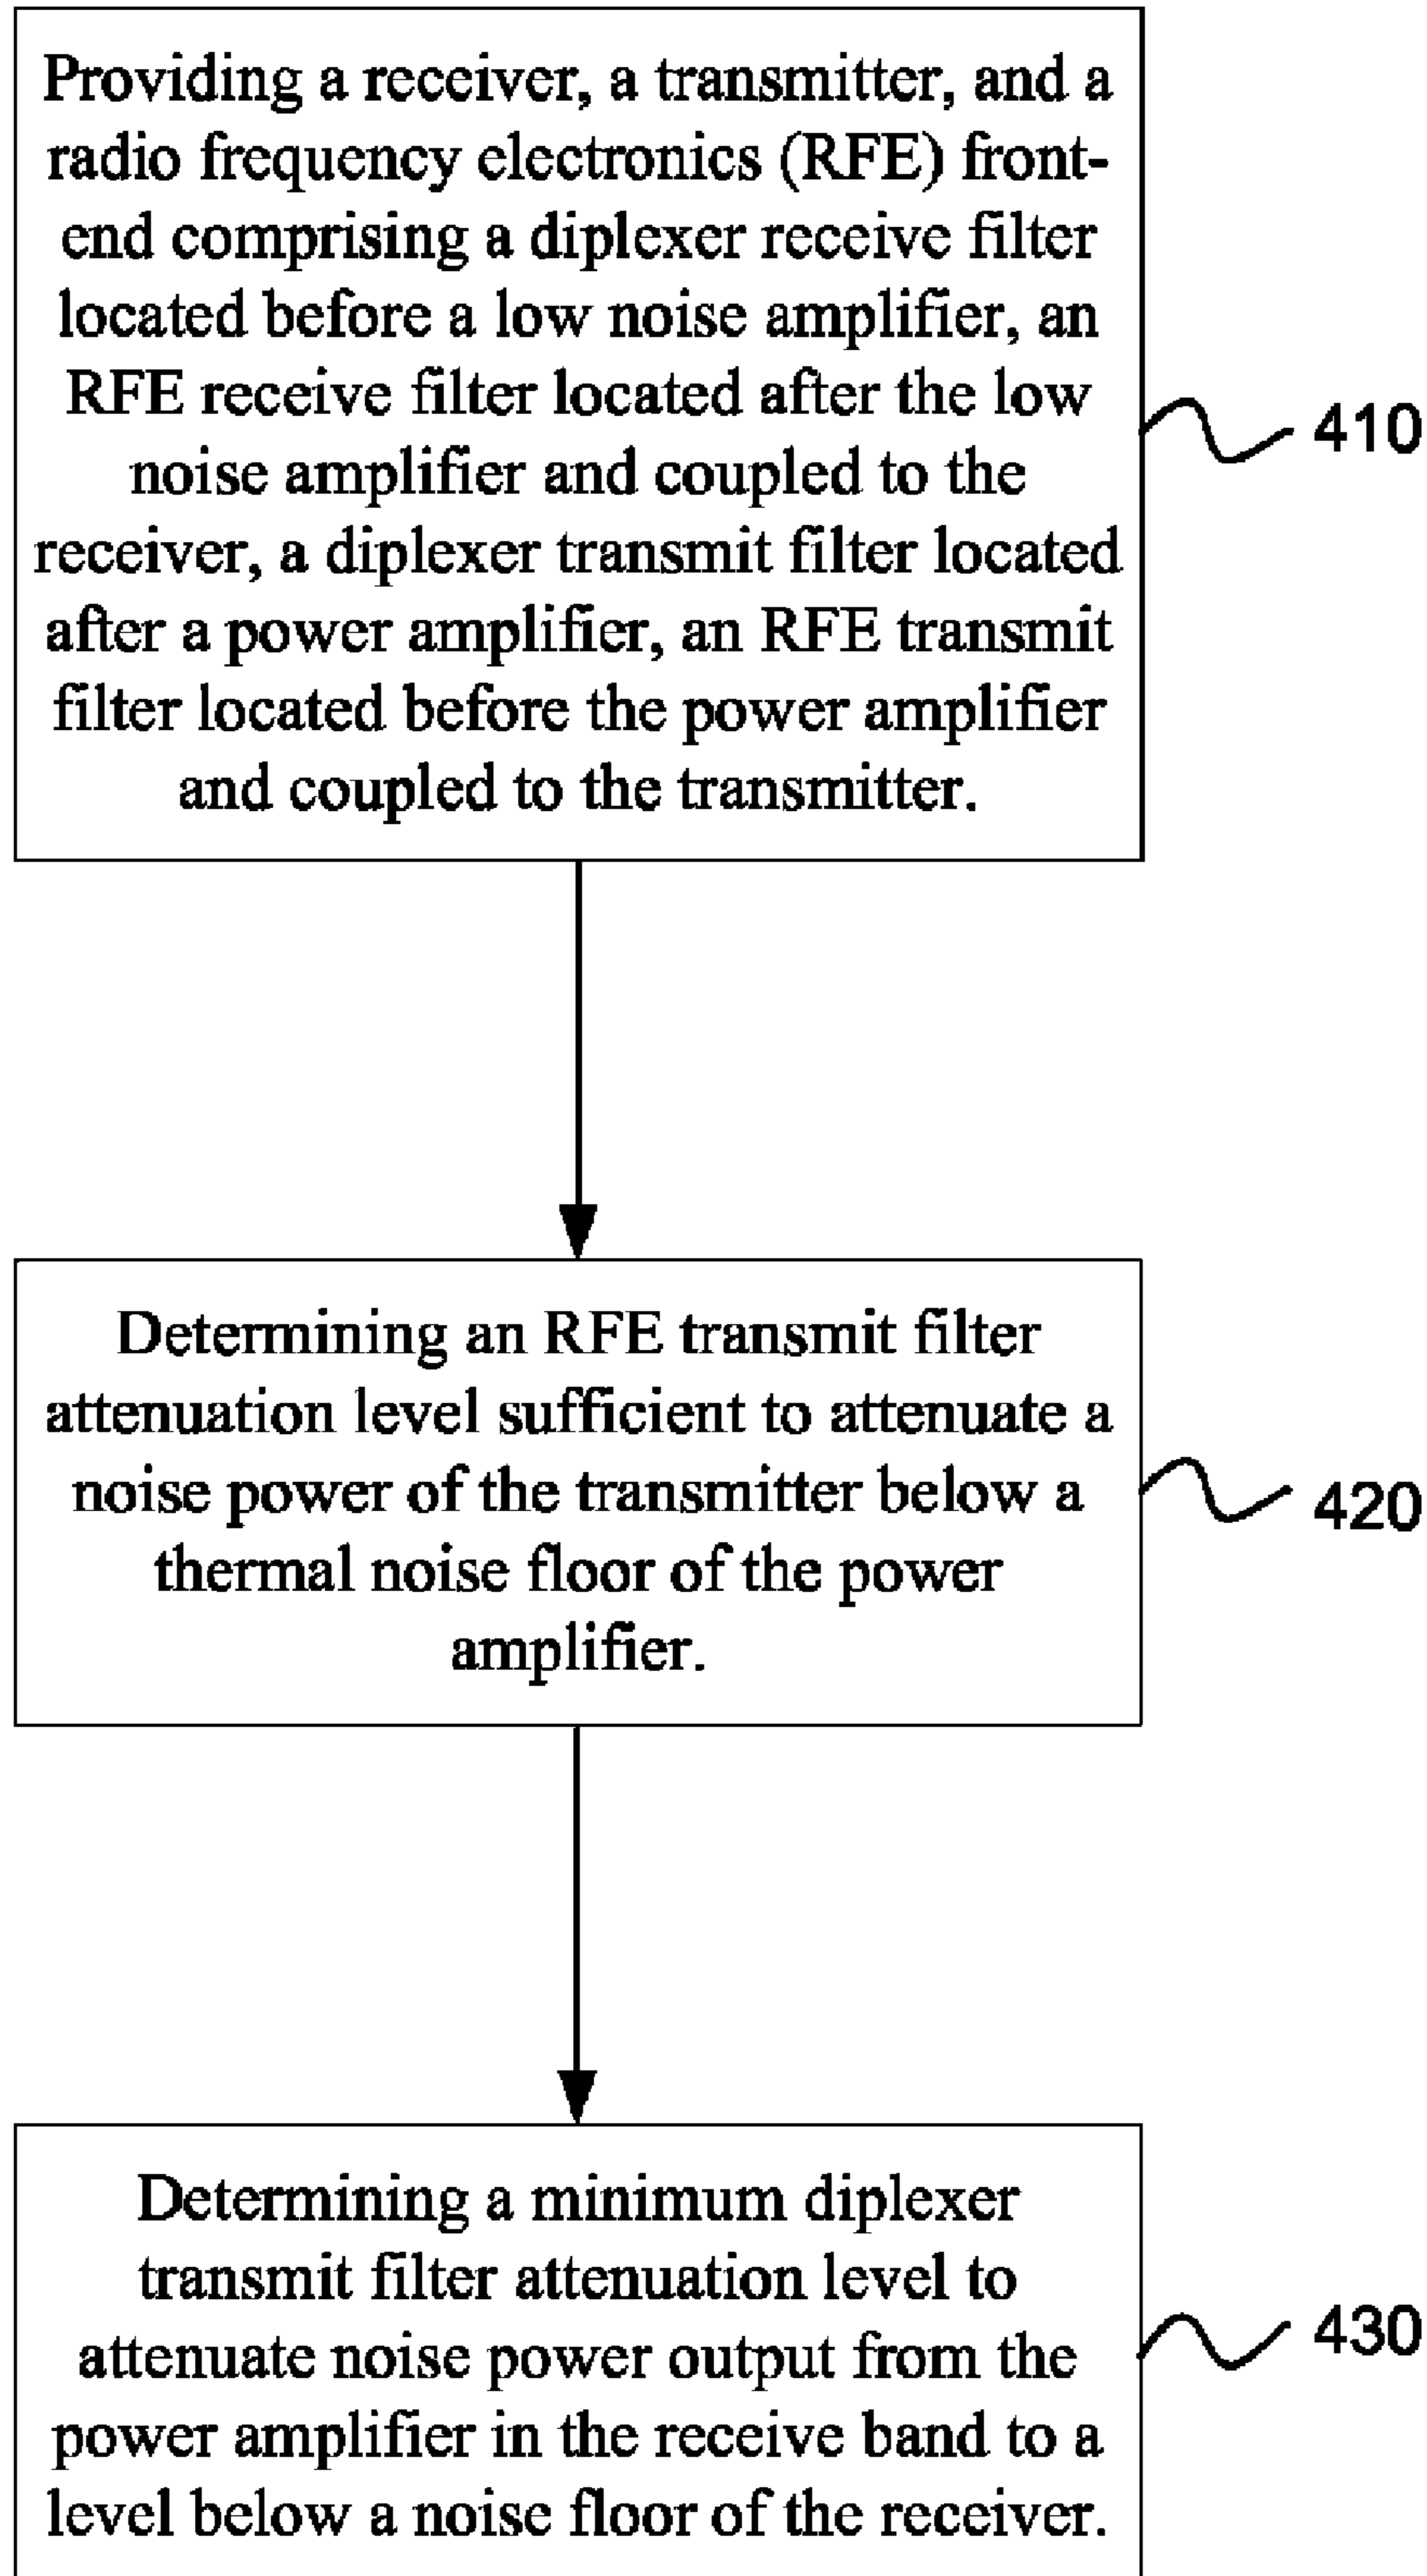 Providing a receiver, a transmitter, and a
radio frequency electronics (RFE) front-
end comprising a diplexer receive filter
located before a low noise amplifier, an
RFE receive filter located after the low
noise amplifier and coupled to the
receiver, a diplexer transmit filter located
after a power amplifier, an RFE transmit
filter located before the power amplifier
and coupled to the transmitter.
410
Determining an RFE transmit filter
attenuation level sufficient to attenuate a
noise power of the transmitter below a
thermal noise floor of the power
amplifier.
420
Determining a minimum diplexer
transmit filter attenuation level to
attenuate noise power output from the
power amplifier in the receive band to a
level below a noise floor of the receiver.
430